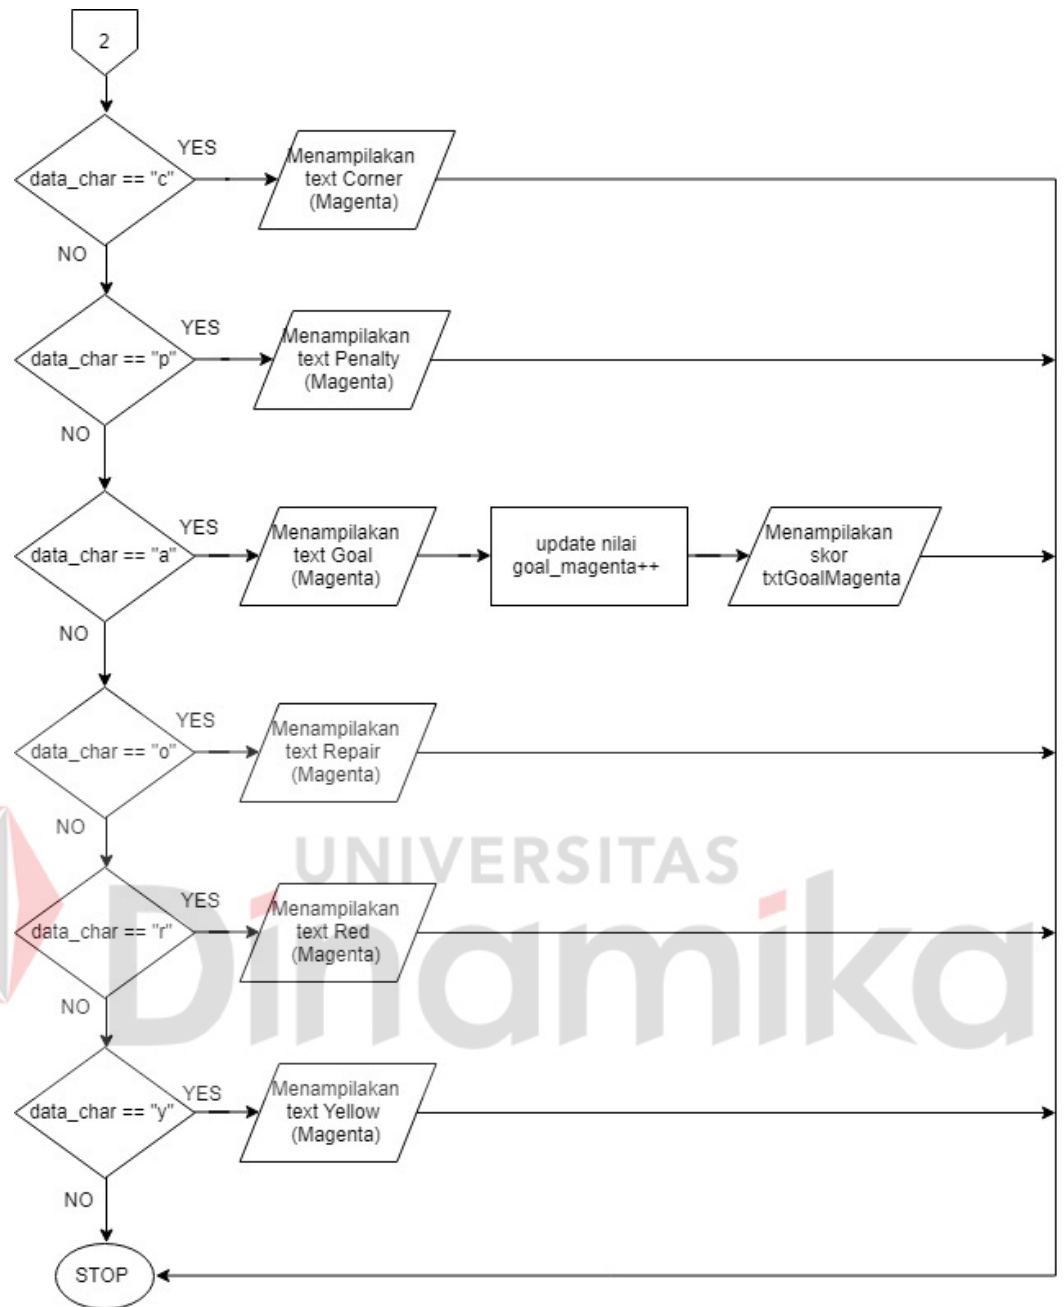 2
data_char == "c"
YES
Menampilakan
text Corner
(Magenta)
NO
data_char == "p"
YES
Menampilakan
text Penalty
(Magenta)
NO
data_char == "a"
YES
Menampilakan
text Goal
(Magenta)
update nilai
goal_magenta++
Menampilakan
skor
txtGoalMagenta
NO
data_char == "o"
YES
Menampilakan
text Repair
(Magenta)
NO
UNIVERSITAS
Dinamika
data_char == "r"
YES
Menampilakan
text Red
(Magenta)
NO
data_char == "y"
YES
Menampilakan
text Yellow
(Magenta)
NO
STOP